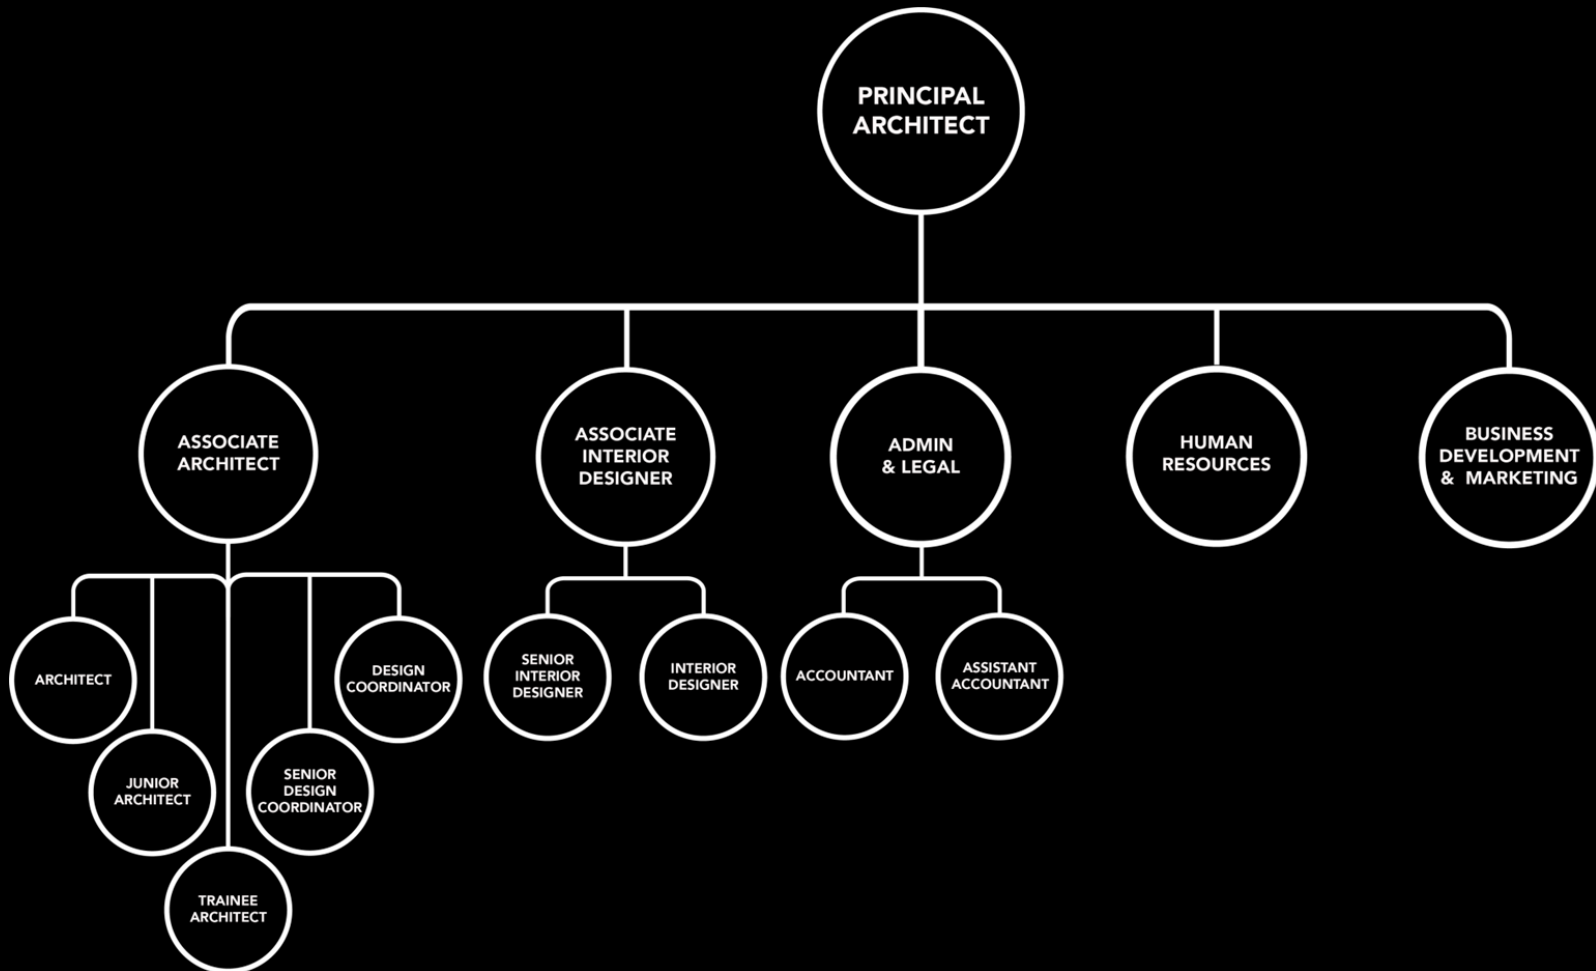 PRINCIPAL
ARCHITECT
ASSOCIATE
ARCHITECT
ASSOCIATE
INTERIOR
DESIGNER
ADMIN
& LEGAL
HUMAN
RESOURCES
BUSINESS
DEVELOPMENT
& MARKETING
ARCHITECT
JUNIOR
ARCHITECT
TRAINEE
ARCHITECT
SENIOR
DESIGN
COORDINATOR
DESIGN
COORDINATOR
SENIOR
INTERIOR
DESIGNER
INTERIOR
DESIGNER
ACCOUNTANT
ASSISTANT
ACCOUNTANT